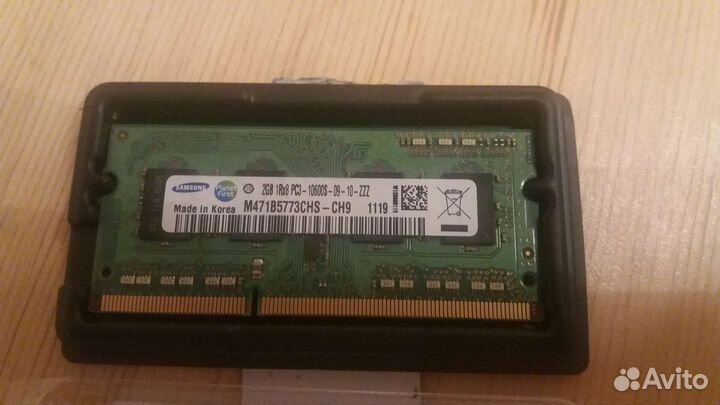 SAMSUNG
Planet First
2GB 1Rx8 PC3-10600S-09-10-ZZZ
Made in Korea
M471B5773CHS-CH9 1119
Avito